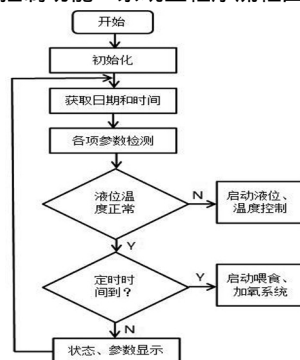 开始
初始化
获取日期和时间
各项参数检测
液位温
度正常
N
启动液位、
温度控制
Y
定时时
间到?
Y
启动喂食、
加氧系统
N
状态、参数显示